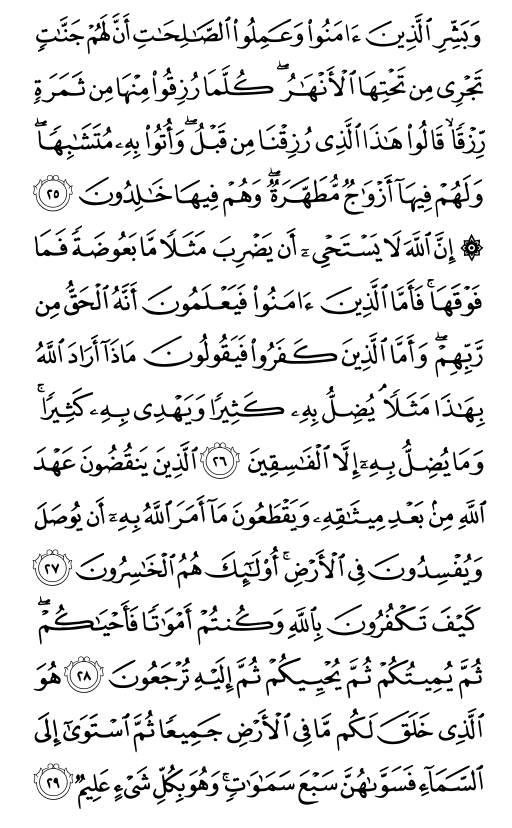 وَبَشِّرِ ٱلَّذِينَ ءَامَنُوا۟ وَعَمِلُوا۟ ٱلصَّـٰلِحَـٰتِ أَنَّ لَهُمْ جَنَّـٰتٍ
تَجْرِى مِن تَحْتِهَا ٱلْأَنْهَـٰرُ ۖ كُلَّمَا رُزِقُوا۟ مِنْهَا مِن ثَمَرَةٍ
رِّزْقًا ۙ قَالُوا۟ هَـٰذَا ٱلَّذِى رُزِقْنَا مِن قَبْلُ ۖ وَأُتُوا۟ بِهِۦ مُتَشَـٰبِهًا ۖ
وَلَهُمْ فِيهَآ أَزْوَٰجٌ مُّطَهَّرَةٌ ۖ وَهُمْ فِيهَا خَـٰلِدُونَ ٢٥
۞ إِنَّ ٱللَّهَ لَا يَسْتَحْىِۦٓ أَن يَضْرِبَ مَثَلًا مَّا بَعُوضَةً فَمَا
فَوْقَهَا ۚ فَأَمَّا ٱلَّذِينَ ءَامَنُوا۟ فَيَعْلَمُونَ أَنَّهُ ٱلْحَقُّ مِن
رَّبِّهِمْ ۖ وَأَمَّا ٱلَّذِينَ كَفَرُوا۟ فَيَقُولُونَ مَاذَآ أَرَادَ ٱللَّهُ
بِهَـٰذَا مَثَلًا ۘ يُضِلُّ بِهِۦ كَثِيرًا وَيَهْدِى بِهِۦ كَثِيرًا ۚ
وَمَا يُضِلُّ بِهِۦٓ إِلَّا ٱلْفَـٰسِقِينَ ٢٦ ٱلَّذِينَ يَنقُضُونَ عَهْدَ
ٱللَّهِ مِنۢ بَعْدِ مِيثَـٰقِهِۦ وَيَقْطَعُونَ مَآ أَمَرَ ٱللَّهُ بِهِۦٓ أَن يُوصَلَ
وَيُفْسِدُونَ فِى ٱلْأَرْضِ ۚ أُو۟لَـٰٓئِكَ هُمُ ٱلْخَـٰسِرُونَ ٢٧
كَيْفَ تَكْفُرُونَ بِٱللَّهِ وَكُنتُمْ أَمْوَٰتًا فَأَحْيَـٰكُمْ ۖ
ثُمَّ يُمِيتُكُمْ ثُمَّ يُحْيِيكُمْ ثُمَّ إِلَيْهِ تُرْجَعُونَ ٢٨ هُوَ
ٱلَّذِى خَلَقَ لَكُم مَّا فِى ٱلْأَرْضِ جَمِيعًا ثُمَّ ٱسْتَوَىٰٓ إِلَى
ٱلسَّمَآءِ فَسَوَّىٰهُنَّ سَبْعَ سَمَـٰوَٰتٍ ۚ وَهُوَ بِكُلِّ شَىْءٍ عَلِيمٌ ٢٩